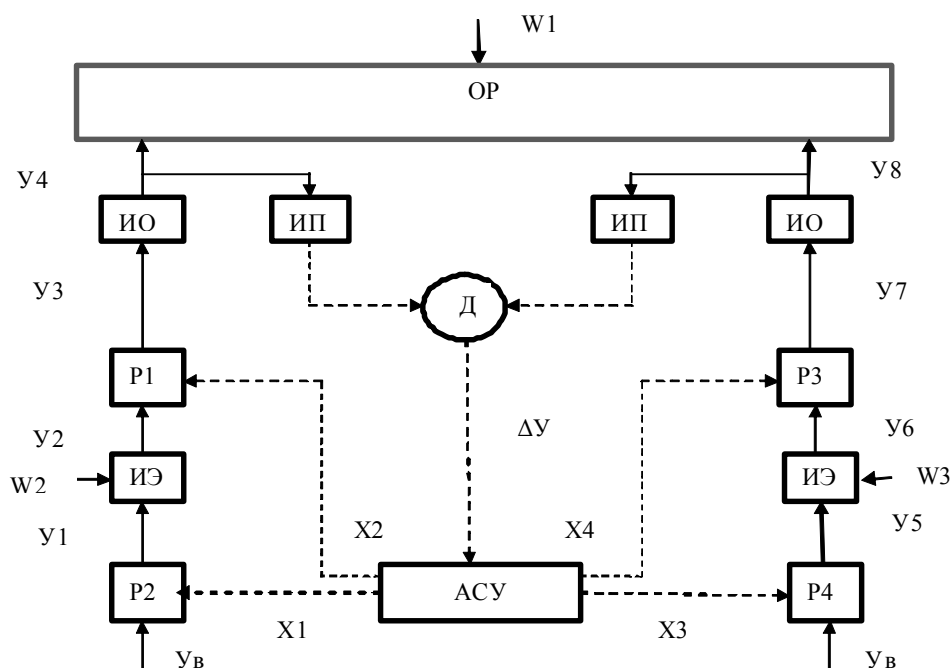 W1
ОР
У4
У8
ИО
ИП
ИП
ИО
У3
У7
Д
Р1
Р3
ΔУ
У2
У6
W2
ИЭ
ИЭ
W3
У1
Х2
Х4
У5
Р2
АСУ
Р4
Х1
Х3
Ув
Ув